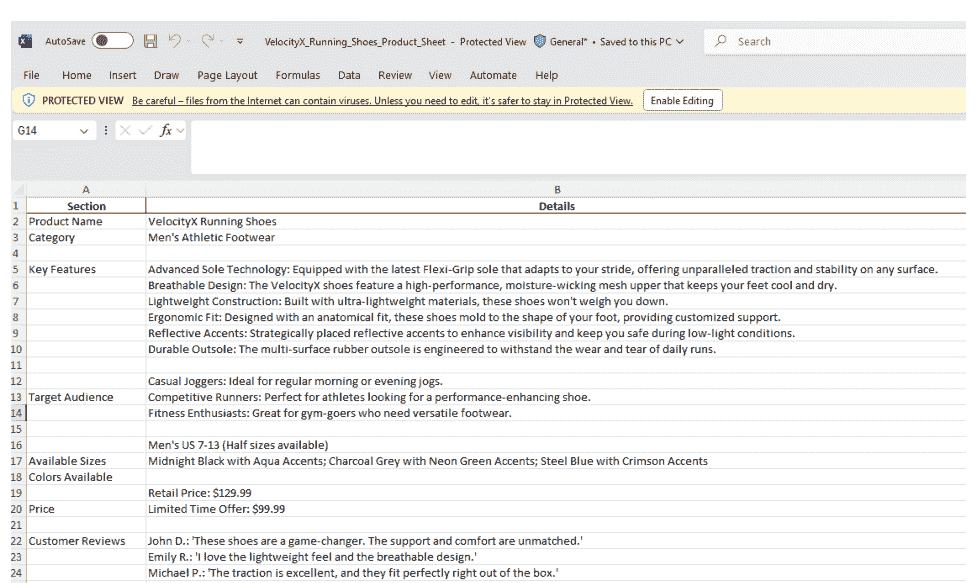 AutoSave VelocityX_Running_Shoes_Product_Sheet - Protected View General* • Saved to this PC Search
File Home Insert Draw Page Layout Formulas Data Review View Automate Help
PROTECTED VIEW Be careful – files from the Internet can contain viruses. Unless you need to edit, it's safer to stay in Protected View. Enable Editing
G14 fx
A B
1 Section Details
2 Product Name VelocityX Running Shoes
3 Category Men's Athletic Footwear
4
5 Key Features Advanced Sole Technology: Equipped with the latest Flexi-Grip sole that adapts to your stride, offering unparalleled traction and stability on any surface.
6 Breathable Design: The VelocityX shoes feature a high-performance, moisture-wicking mesh upper that keeps your feet cool and dry.
7 Lightweight Construction: Built with ultra-lightweight materials, these shoes won't weigh you down.
8 Ergonomic Fit: Designed with an anatomical fit, these shoes mold to the shape of your foot, providing customized support.
9 Reflective Accents: Strategically placed reflective accents to enhance visibility and keep you safe during low-light conditions.
10 Durable Outsole: The multi-surface rubber outsole is engineered to withstand the wear and tear of daily runs.
11
12 Casual Joggers: Ideal for regular morning or evening jogs.
13 Target Audience Competitive Runners: Perfect for athletes looking for a performance-enhancing shoe.
14 Fitness Enthusiasts: Great for gym-goers who need versatile footwear.
15
16 Men's US 7-13 (Half sizes available)
17 Available Sizes Midnight Black with Aqua Accents; Charcoal Grey with Neon Green Accents; Steel Blue with Crimson Accents
18 Colors Available
19 Retail Price: $129.99
20 Price Limited Time Offer: $99.99
21
22 Customer Reviews John D.: 'These shoes are a game-changer. The support and comfort are unmatched.'
23 Emily R.: 'I love the lightweight feel and the breathable design.'
24 Michael P.: 'The traction is excellent, and they fit perfectly right out of the box.'